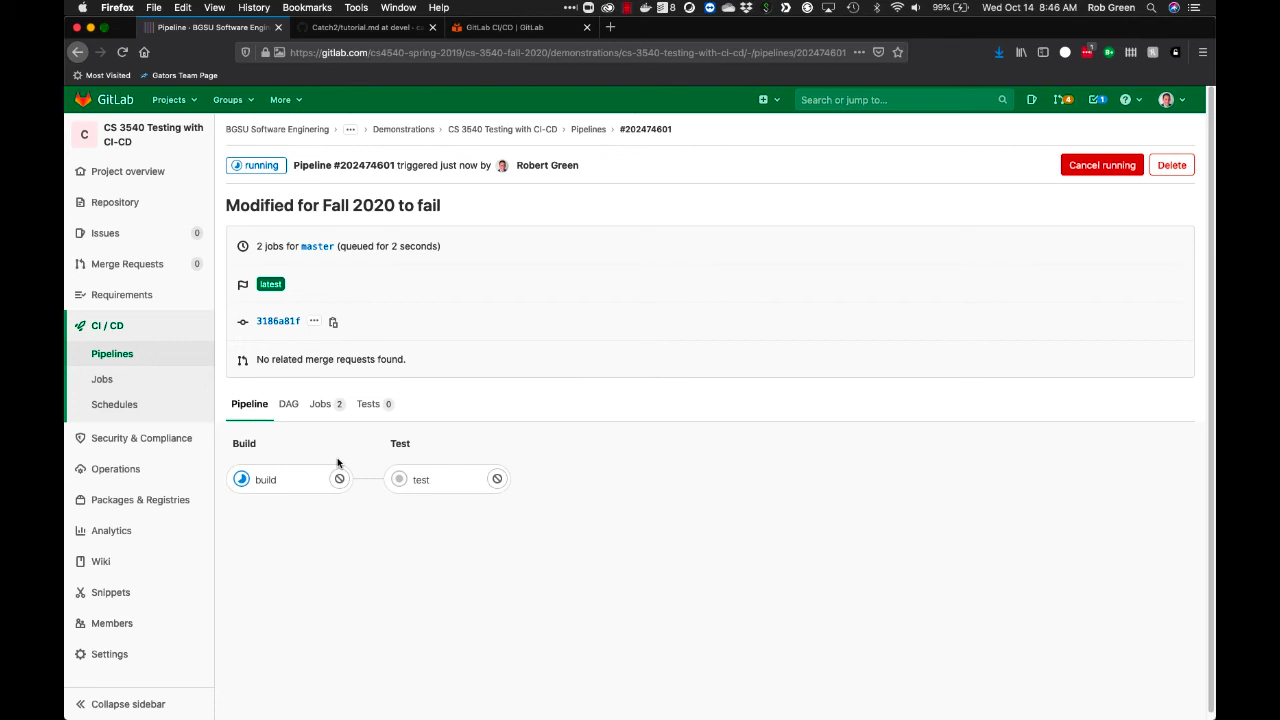 Firefox File Edit View History Bookmarks Tools Window Help
8 99% Wed Oct 14 8:46 AM Rob Green
Pipeline - BGSU Software Engin
Catch2/tutorial.md at devel · c
GitLab CI/CD | GitLab
https://gitlab.com/cs4540-spring-2019/cs-3540-fall-2020/demonstrations/cs-3540-testing-with-ci-cd/-/pipelines/202474601
Most Visited Gators Team Page
GitLab Projects Groups More Search or jump to... 4 1
C CS 3540 Testing with CI-CD
BGSU Software Enginering › ... › Demonstrations › CS 3540 Testing with CI-CD › Pipelines › #202474601
running Pipeline #202474601 triggered just now by Robert Green Cancel running Delete
Project overview
Repository
Issues 0
Merge Requests 0
Requirements
CI / CD
Pipelines
Jobs
Schedules
Security & Compliance
Operations
Packages & Registries
Analytics
Wiki
Snippets
Members
Settings
Collapse sidebar
Modified for Fall 2020 to fail
2 jobs for master (queued for 2 seconds)
latest
3186a81f ...
No related merge requests found.
Pipeline DAG Jobs 2 Tests 0
Build Test
build test